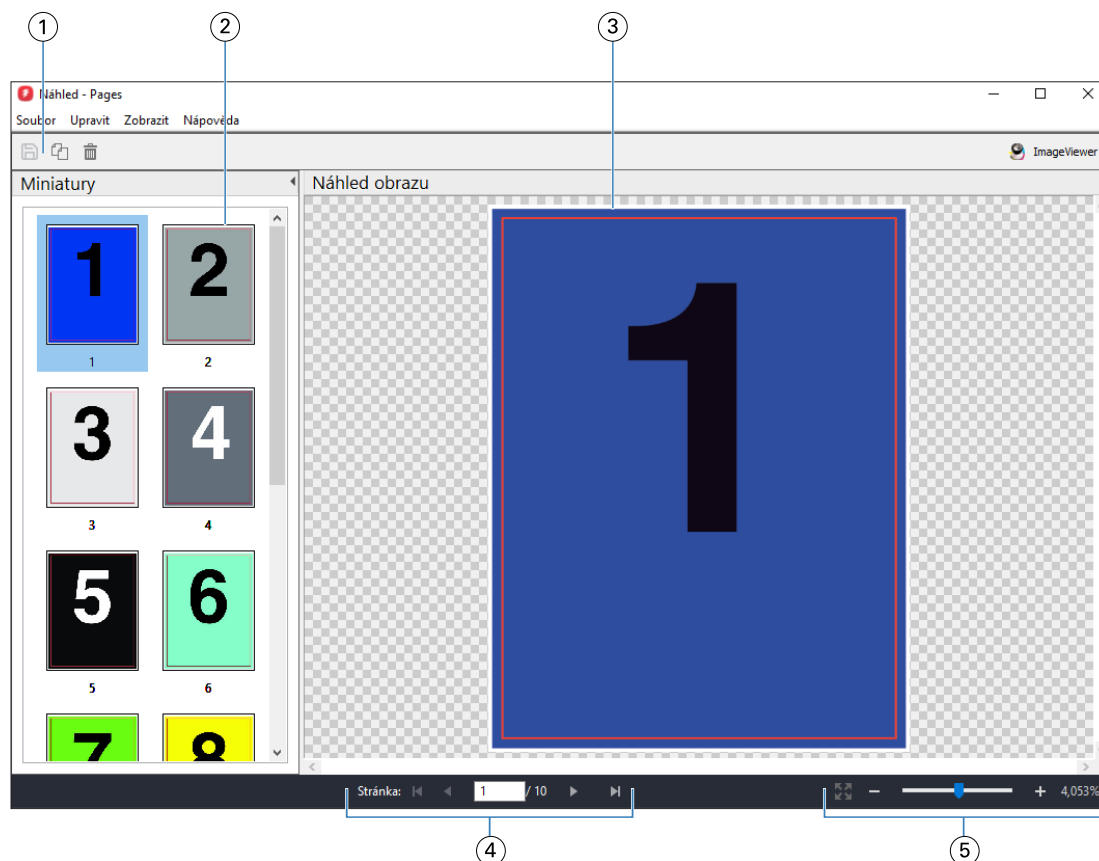 1 2 3
Náhled - Pages
Soubor Upravit Zobrazit Nápověda
ImageViewer
Miniatury
Náhled obrazu
1 2
1 2
3 4
3 4
5 6
5 6
7 8
1
Stránka: 1 / 10
4,053%
4 5